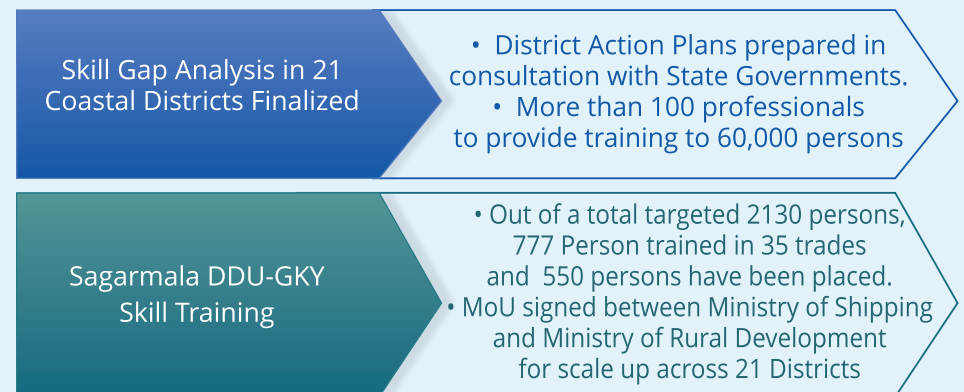 Skill Gap Analysis in 21
Coastal Districts Finalized
• District Action Plans prepared in
consultation with State Governments.
• More than 100 professionals
to provide training to 60,000 persons
Sagarmala DDU-GKY
Skill Training
• Out of a total targeted 2130 persons,
777 Person trained in 35 trades
and 550 persons have been placed.
• MoU signed between Ministry of Shipping
and Ministry of Rural Development
for scale up across 21 Districts